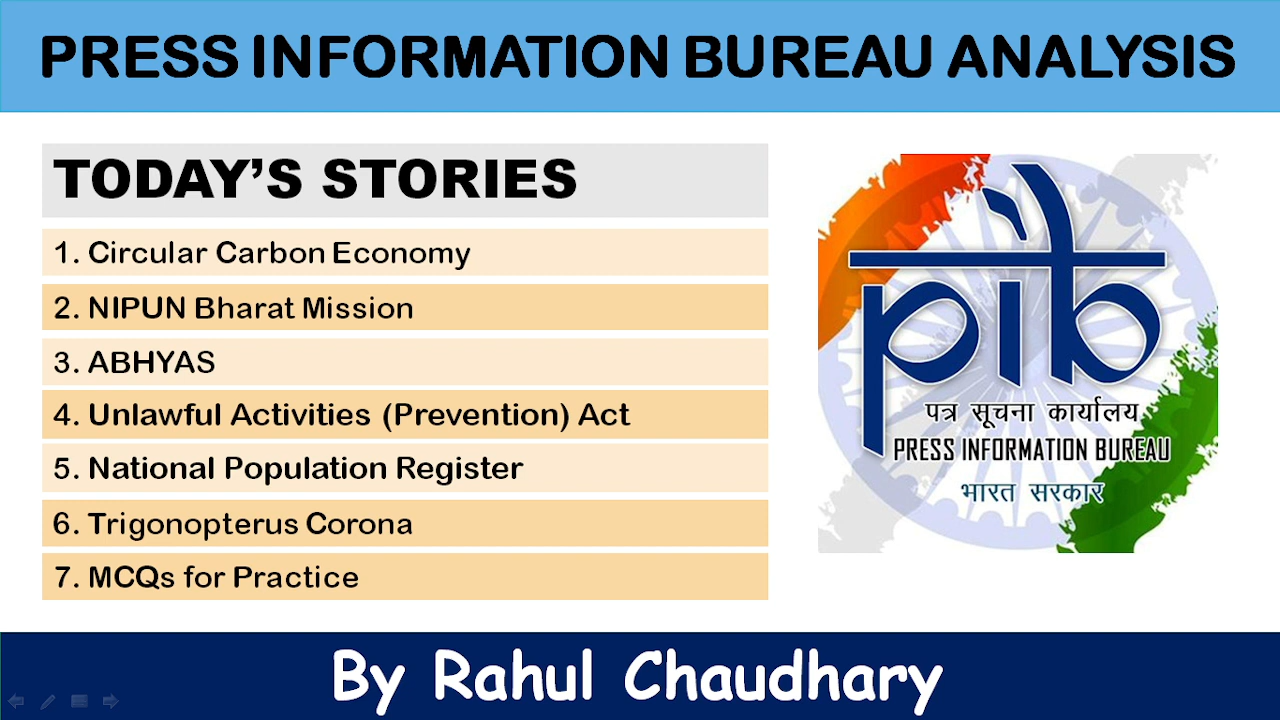 PRESS INFORMATION BUREAU ANALYSIS
TODAY’S STORIES
1. Circular Carbon Economy
2. NIPUN Bharat Mission
3. ABHYAS
4. Unlawful Activities (Prevention) Act
5. National Population Register
6. Trigonopterus Corona
7. MCQs for Practice
pib
पत्र सूचना कार्यालय
PRESS INFORMATION BUREAU
भारत सरकार
By Rahul Chaudhary